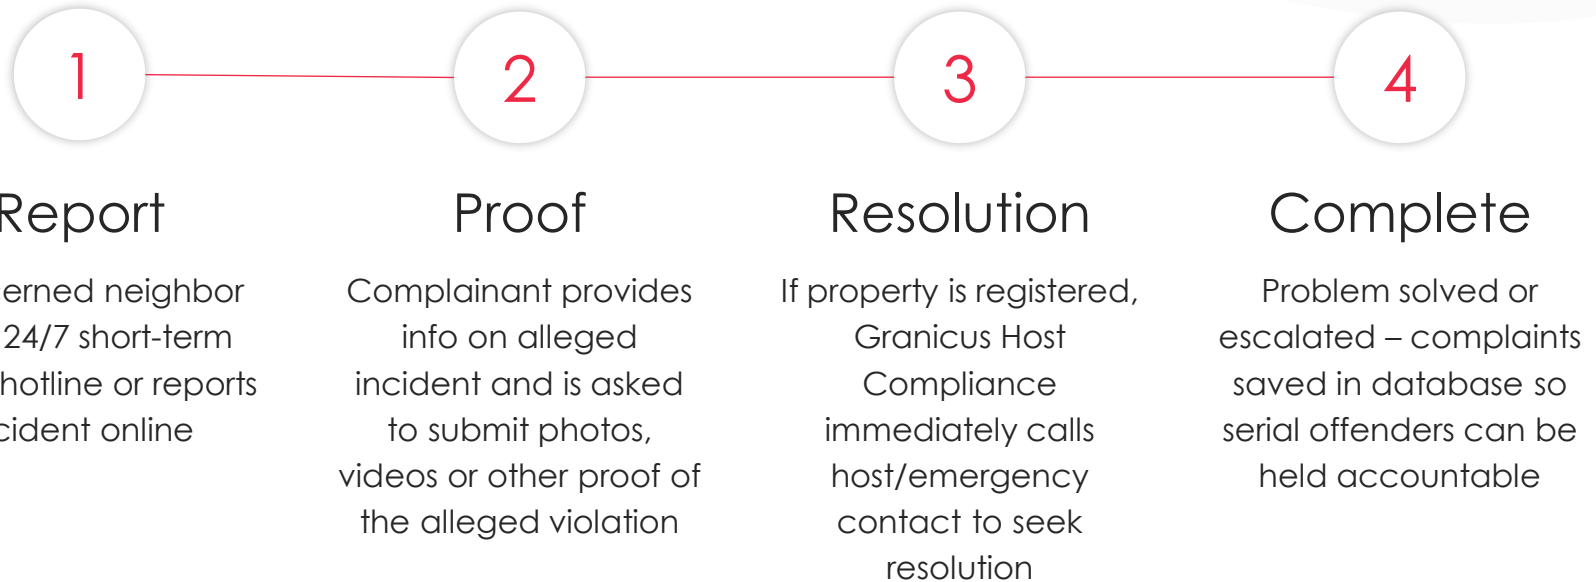 1
2
3
4
Report
erned neighbor
24/7 short-term
hotline or reports
cident online
Proof
Complainant provides
info on alleged
incident and is asked
to submit photos,
videos or other proof of
the alleged violation
Resolution
If property is registered,
Granicus Host
Compliance
immediately calls
host/emergency
contact to seek
resolution
Complete
Problem solved or
escalated – complaints
saved in database so
serial offenders can be
held accountable